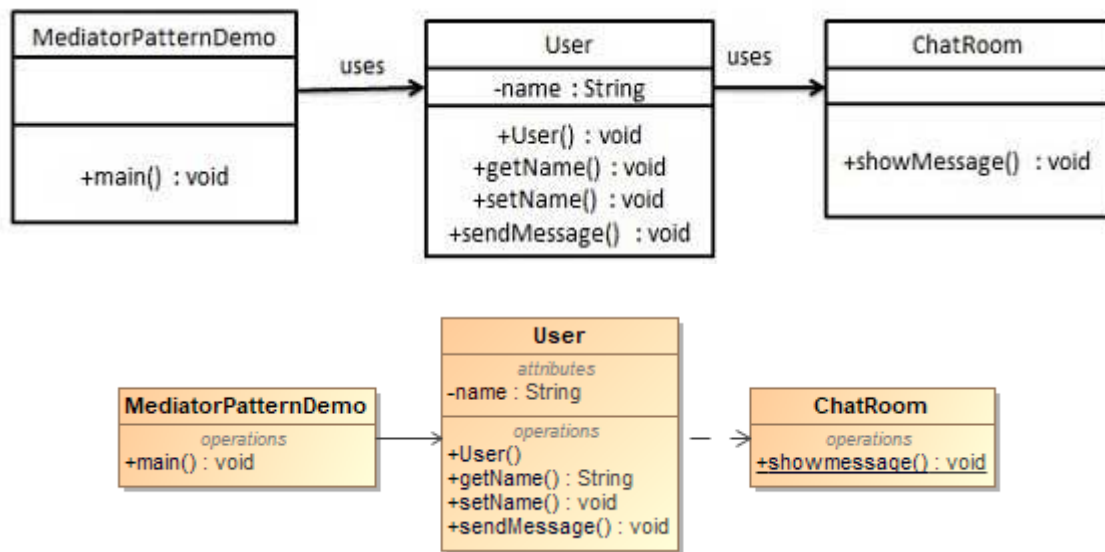 MediatorPatternDemo
+main() : void
uses
User
-name : String
+User() : void
+getName() : void
+setName() : void
+sendMessage() : void
uses
ChatRoom
+showMessage() : void
MediatorPatternDemo
operations
+main() : void
User
attributes
-name : String
operations
+User()
+getName() : String
+setName() : void
+sendMessage() : void
ChatRoom
operations
+showmessage() : void